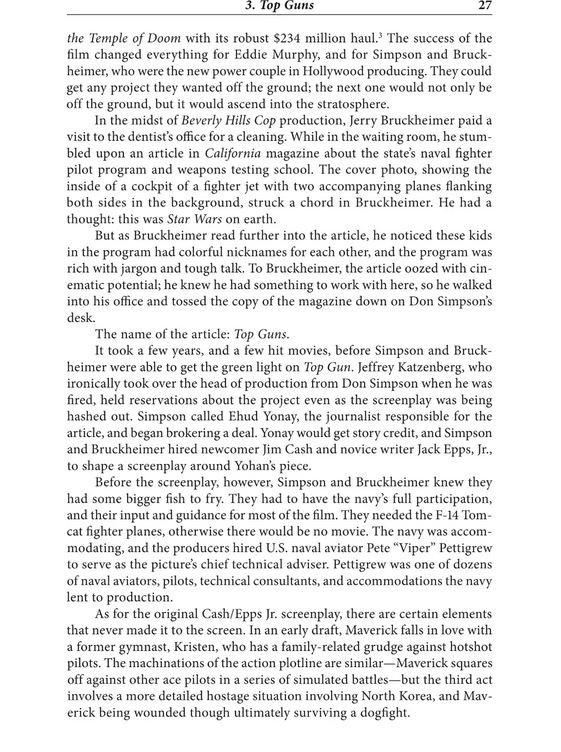 3. Top Guns 27
the Temple of Doom with its robust $234 million haul.³ The success of the
film changed everything for Eddie Murphy, and for Simpson and Bruck-
heimer, who were the new power couple in Hollywood producing. They could
get any project they wanted off the ground; the next one would not only be
off the ground, but it would ascend into the stratosphere.
In the midst of Beverly Hills Cop production, Jerry Bruckheimer paid a
visit to the dentist's office for a cleaning. While in the waiting room, he stum-
bled upon an article in California magazine about the state's naval fighter
pilot program and weapons testing school. The cover photo, showing the
inside of a cockpit of a fighter jet with two accompanying planes flanking
both sides in the background, struck a chord in Bruckheimer. He had a
thought: this was Star Wars on earth.
But as Bruckheimer read further into the article, he noticed these kids
in the program had colorful nicknames for each other, and the program was
rich with jargon and tough talk. To Bruckheimer, the article oozed with cin-
ematic potential; he knew he had something to work with here, so he walked
into his office and tossed the copy of the magazine down on Don Simpson's
desk.
The name of the article: Top Guns.
It took a few years, and a few hit movies, before Simpson and Bruck-
heimer were able to get the green light on Top Gun. Jeffrey Katzenberg, who
ironically took over the head of production from Don Simpson when he was
fired, held reservations about the project even as the screenplay was being
hashed out. Simpson called Ehud Yonay, the journalist responsible for the
article, and began brokering a deal. Yonay would get story credit, and Simpson
and Bruckheimer hired newcomer Jim Cash and novice writer Jack Epps, Jr.,
to shape a screenplay around Yohan's piece.
Before the screenplay, however, Simpson and Bruckheimer knew they
had some bigger fish to fry. They had to have the navy's full participation,
and their input and guidance for most of the film. They needed the F-14 Tom-
cat fighter planes, otherwise there would be no movie. The navy was accom-
modating, and the producers hired U.S. naval aviator Pete “Viper” Pettigrew
to serve as the picture's chief technical adviser. Pettigrew was one of dozens
of naval aviators, pilots, technical consultants, and accommodations the navy
lent to production.
As for the original Cash/Epps Jr. screenplay, there are certain elements
that never made it to the screen. In an early draft, Maverick falls in love with
a former gymnast, Kristen, who has a family-related grudge against hotshot
pilots. The machinations of the action plotline are similar—Maverick squares
off against other ace pilots in a series of simulated battles—but the third act
involves a more detailed hostage situation involving North Korea, and Mav-
erick being wounded though ultimately surviving a dogfight.